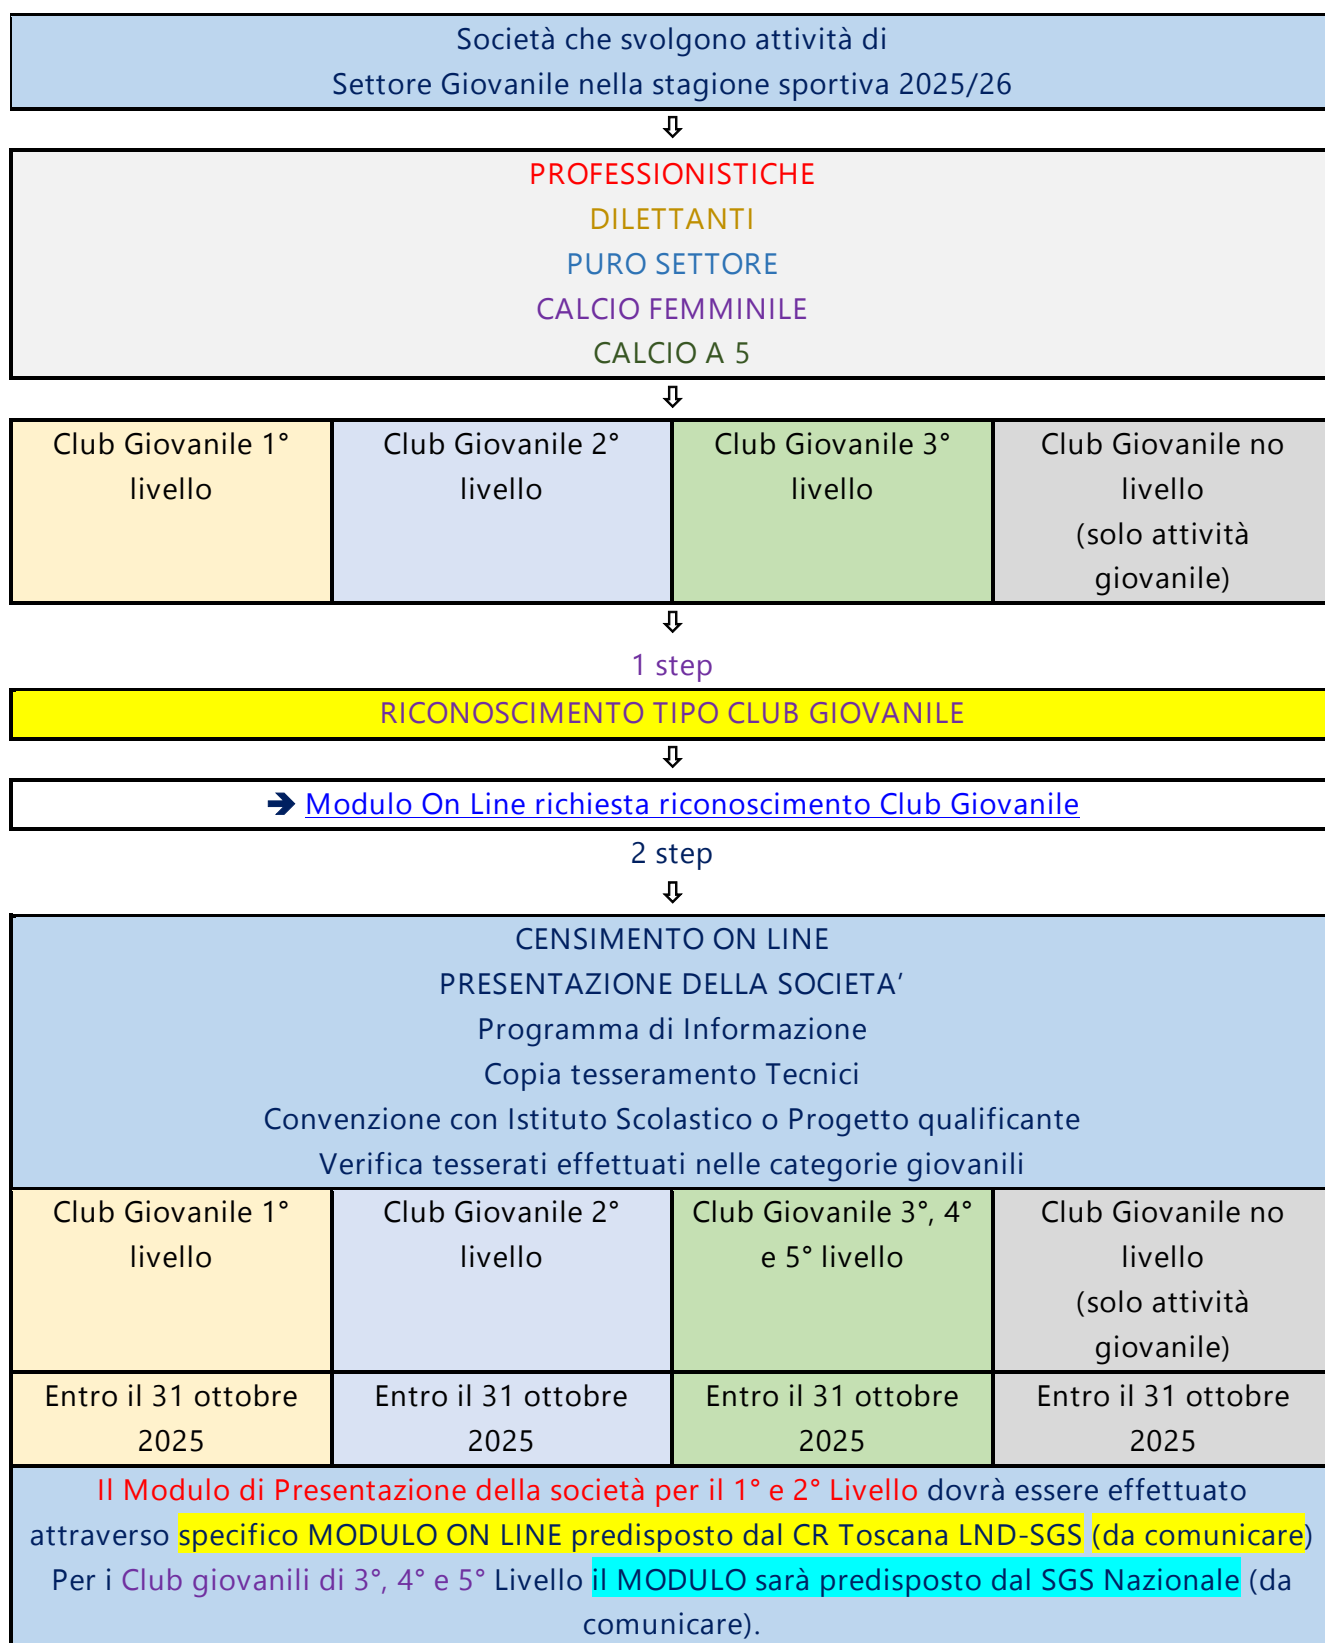 Società che svolgono attività di
Settore Giovanile nella stagione sportiva 2025/26
⇩
PROFESSIONISTICHE
DILETTANTI
PURO SETTORE
CALCIO FEMMINILE
CALCIO A 5
⇩
Club Giovanile 1°
livello
Club Giovanile 2°
livello
Club Giovanile 3°
livello
Club Giovanile no
livello
(solo attività
giovanile)
⇩
1 step
RICONOSCIMENTO TIPO CLUB GIOVANILE
⇩
➔ Modulo On Line richiesta riconoscimento Club Giovanile
2 step
⇩
CENSIMENTO ON LINE
PRESENTAZIONE DELLA SOCIETA’
Programma di Informazione
Copia tesseramento Tecnici
Convenzione con Istituto Scolastico o Progetto qualificante
Verifica tesserati effettuati nelle categorie giovanili
Club Giovanile 1°
livello
Club Giovanile 2°
livello
Club Giovanile 3°, 4°
e 5° livello
Club Giovanile no
livello
(solo attività
giovanile)
Entro il 31 ottobre
2025
Entro il 31 ottobre
2025
Entro il 31 ottobre
2025
Entro il 31 ottobre
2025
Il Modulo di Presentazione della società per il 1° e 2° Livello dovrà essere effettuato
attraverso specifico MODULO ON LINE predisposto dal CR Toscana LND-SGS (da comunicare)
Per i Club giovanili di 3°, 4° e 5° Livello il MODULO sarà predisposto dal SGS Nazionale (da
comunicare).